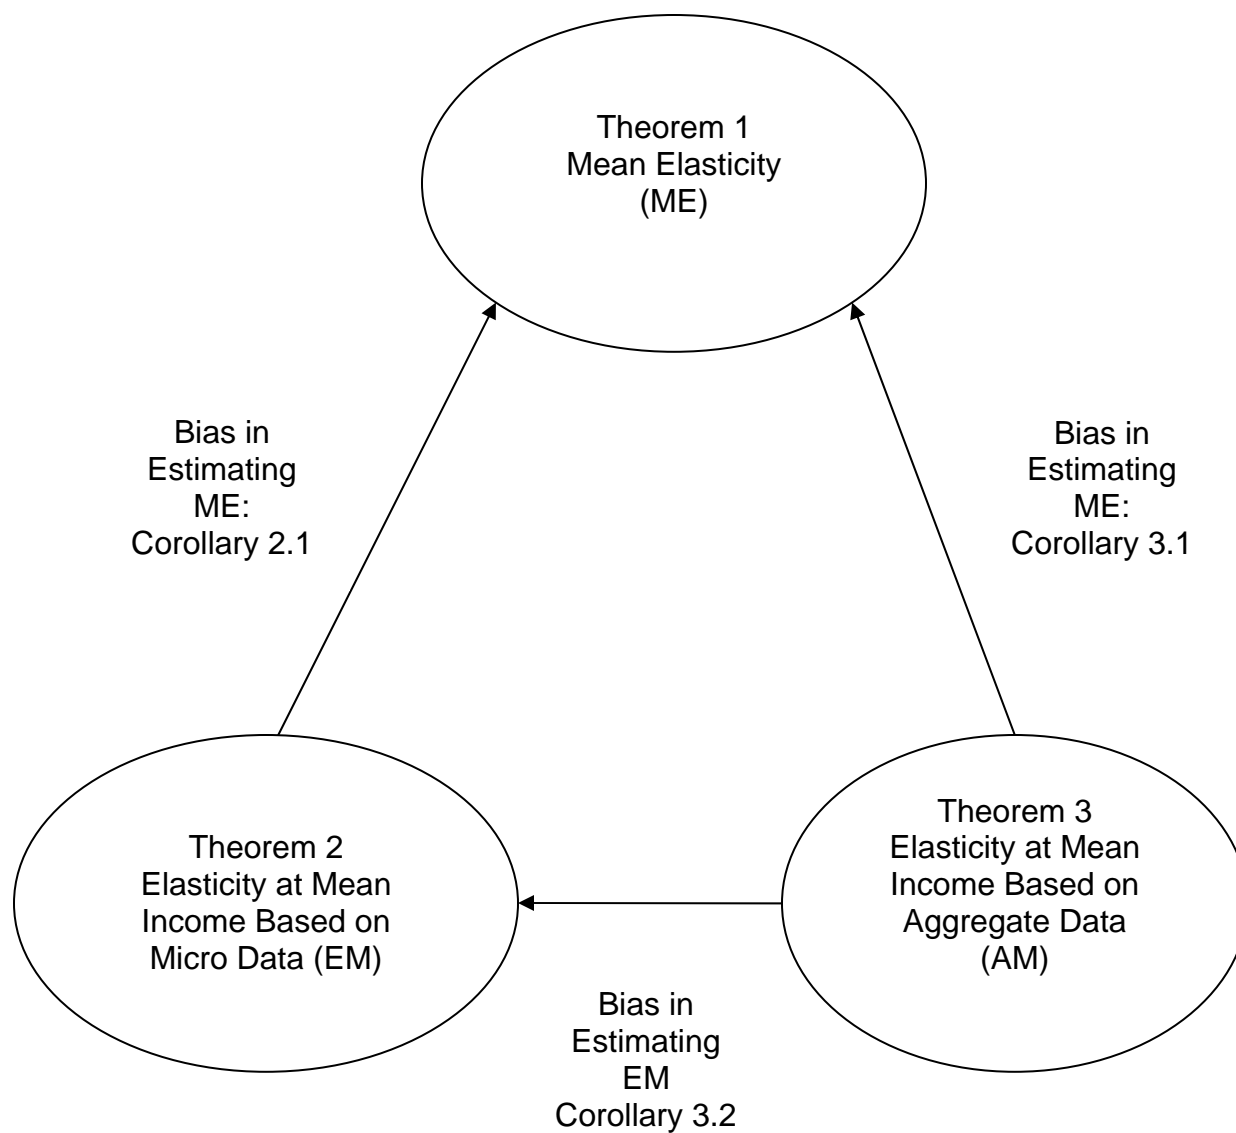 Theorem 1
Mean Elasticity
(ME)
Bias in
Estimating
ME:
Corollary 2.1
Bias in
Estimating
ME:
Corollary 3.1
Theorem 2
Elasticity at Mean
Income Based on
Micro Data (EM)
Theorem 3
Elasticity at Mean
Income Based on
Aggregate Data
(AM)
Bias in
Estimating
EM
Corollary 3.2